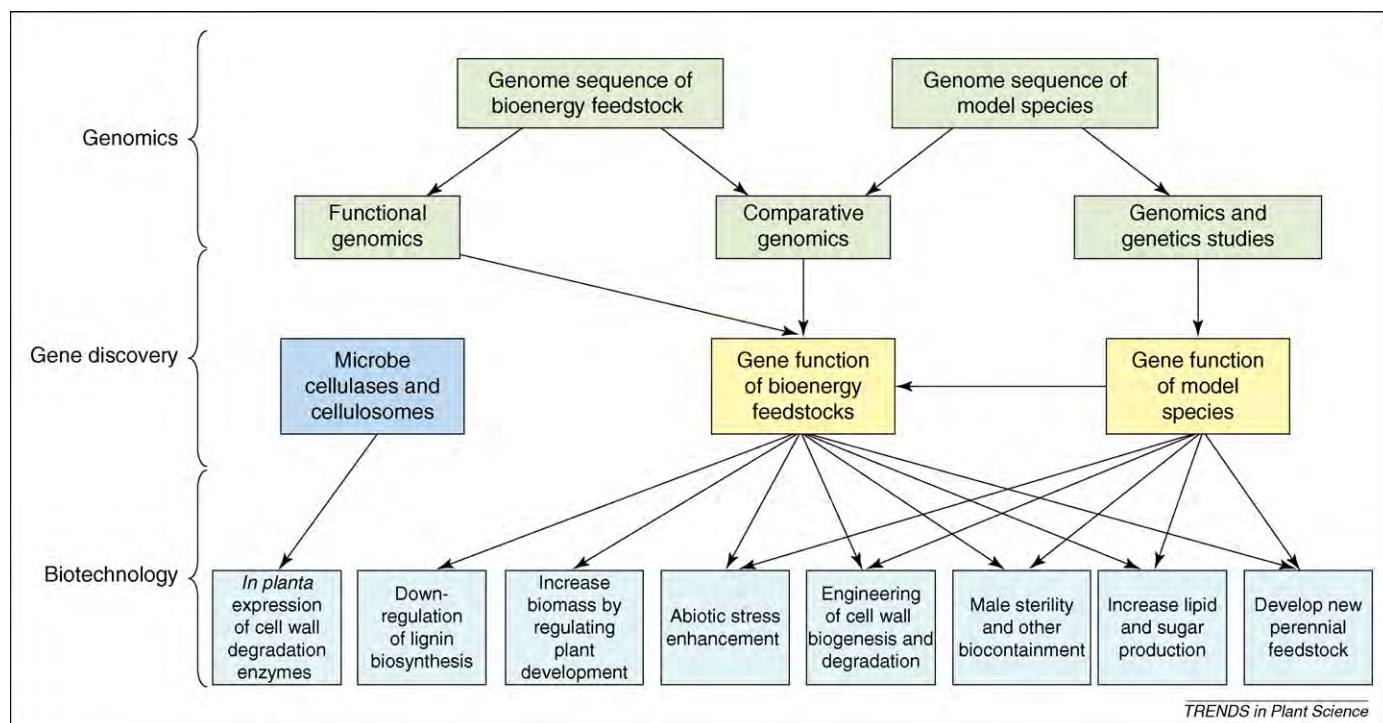 Genome sequence of
bioenergy feedstock
Genome sequence of
model species
Genomics
Functional
genomics
Comparative
genomics
Genomics and
genetics studies
Gene discovery
Microbe
cellulases and
cellulosomes
Gene function
of bioenergy
feedstocks
Gene function
of model
species
Biotechnology
In planta
expression
of cell wall
degradation
enzymes
Down-
regulation
of lignin
biosynthesis
Increase
biomass by
regulating
plant
development
Abiotic stress
enhancement
Engineering
of cell wall
biogenesis and
degradation
Male sterility
and other
biocontainment
Increase lipid
and sugar
production
Develop new
perennial
feedstock
TRENDS in Plant Science